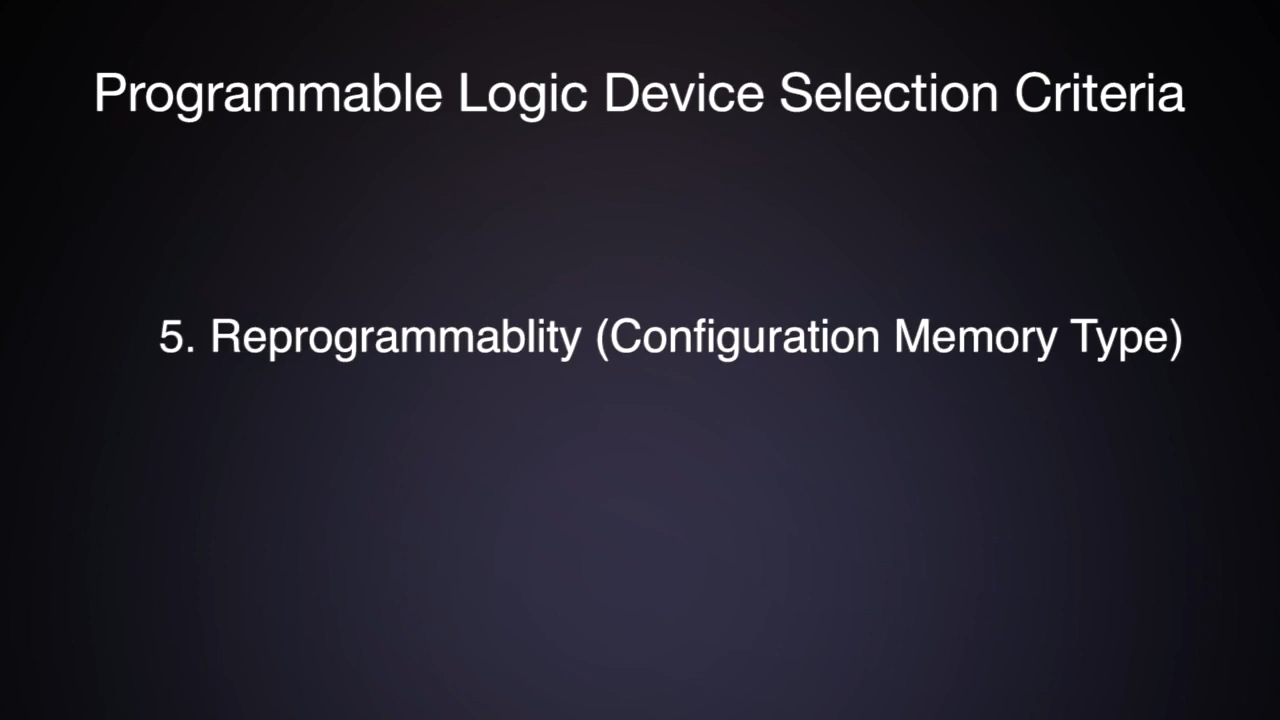 Programmable Logic Device Selection Criteria
5. Reprogrammablity (Configuration Memory Type)